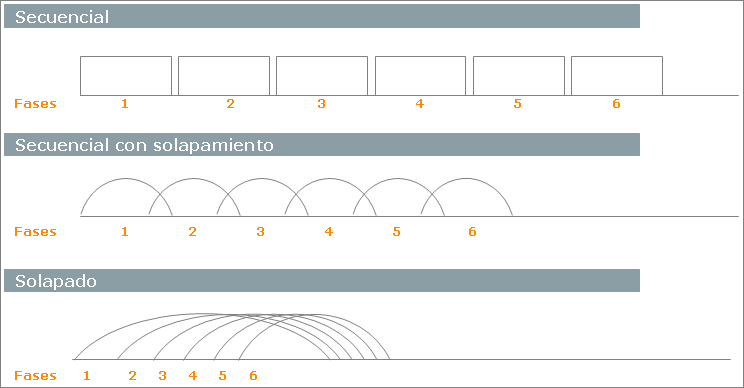 Secuencial
Fases 1 2 3 4 5 6
Secuencial con solapamiento
Fases 1 2 3 4 5 6
Solapado
Fases 1 2 3 4 5 6